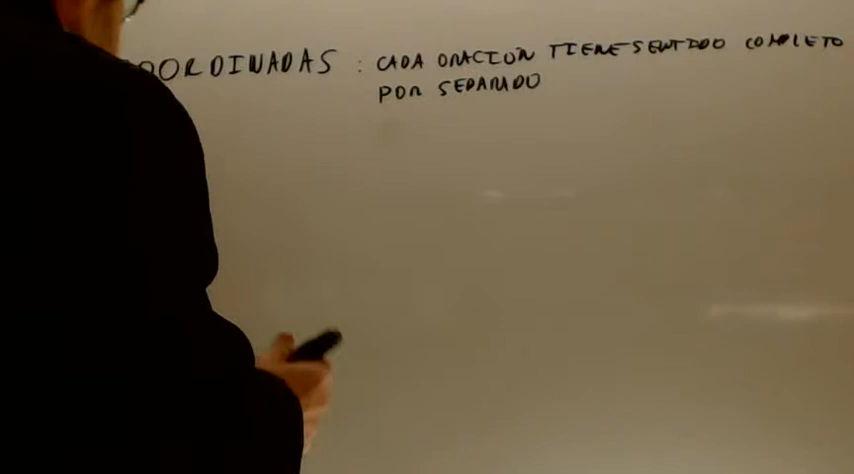 OORDINADAS : CADA ORACIÓN TIENE SENTIDO COMPLETO
POR SEPARADO